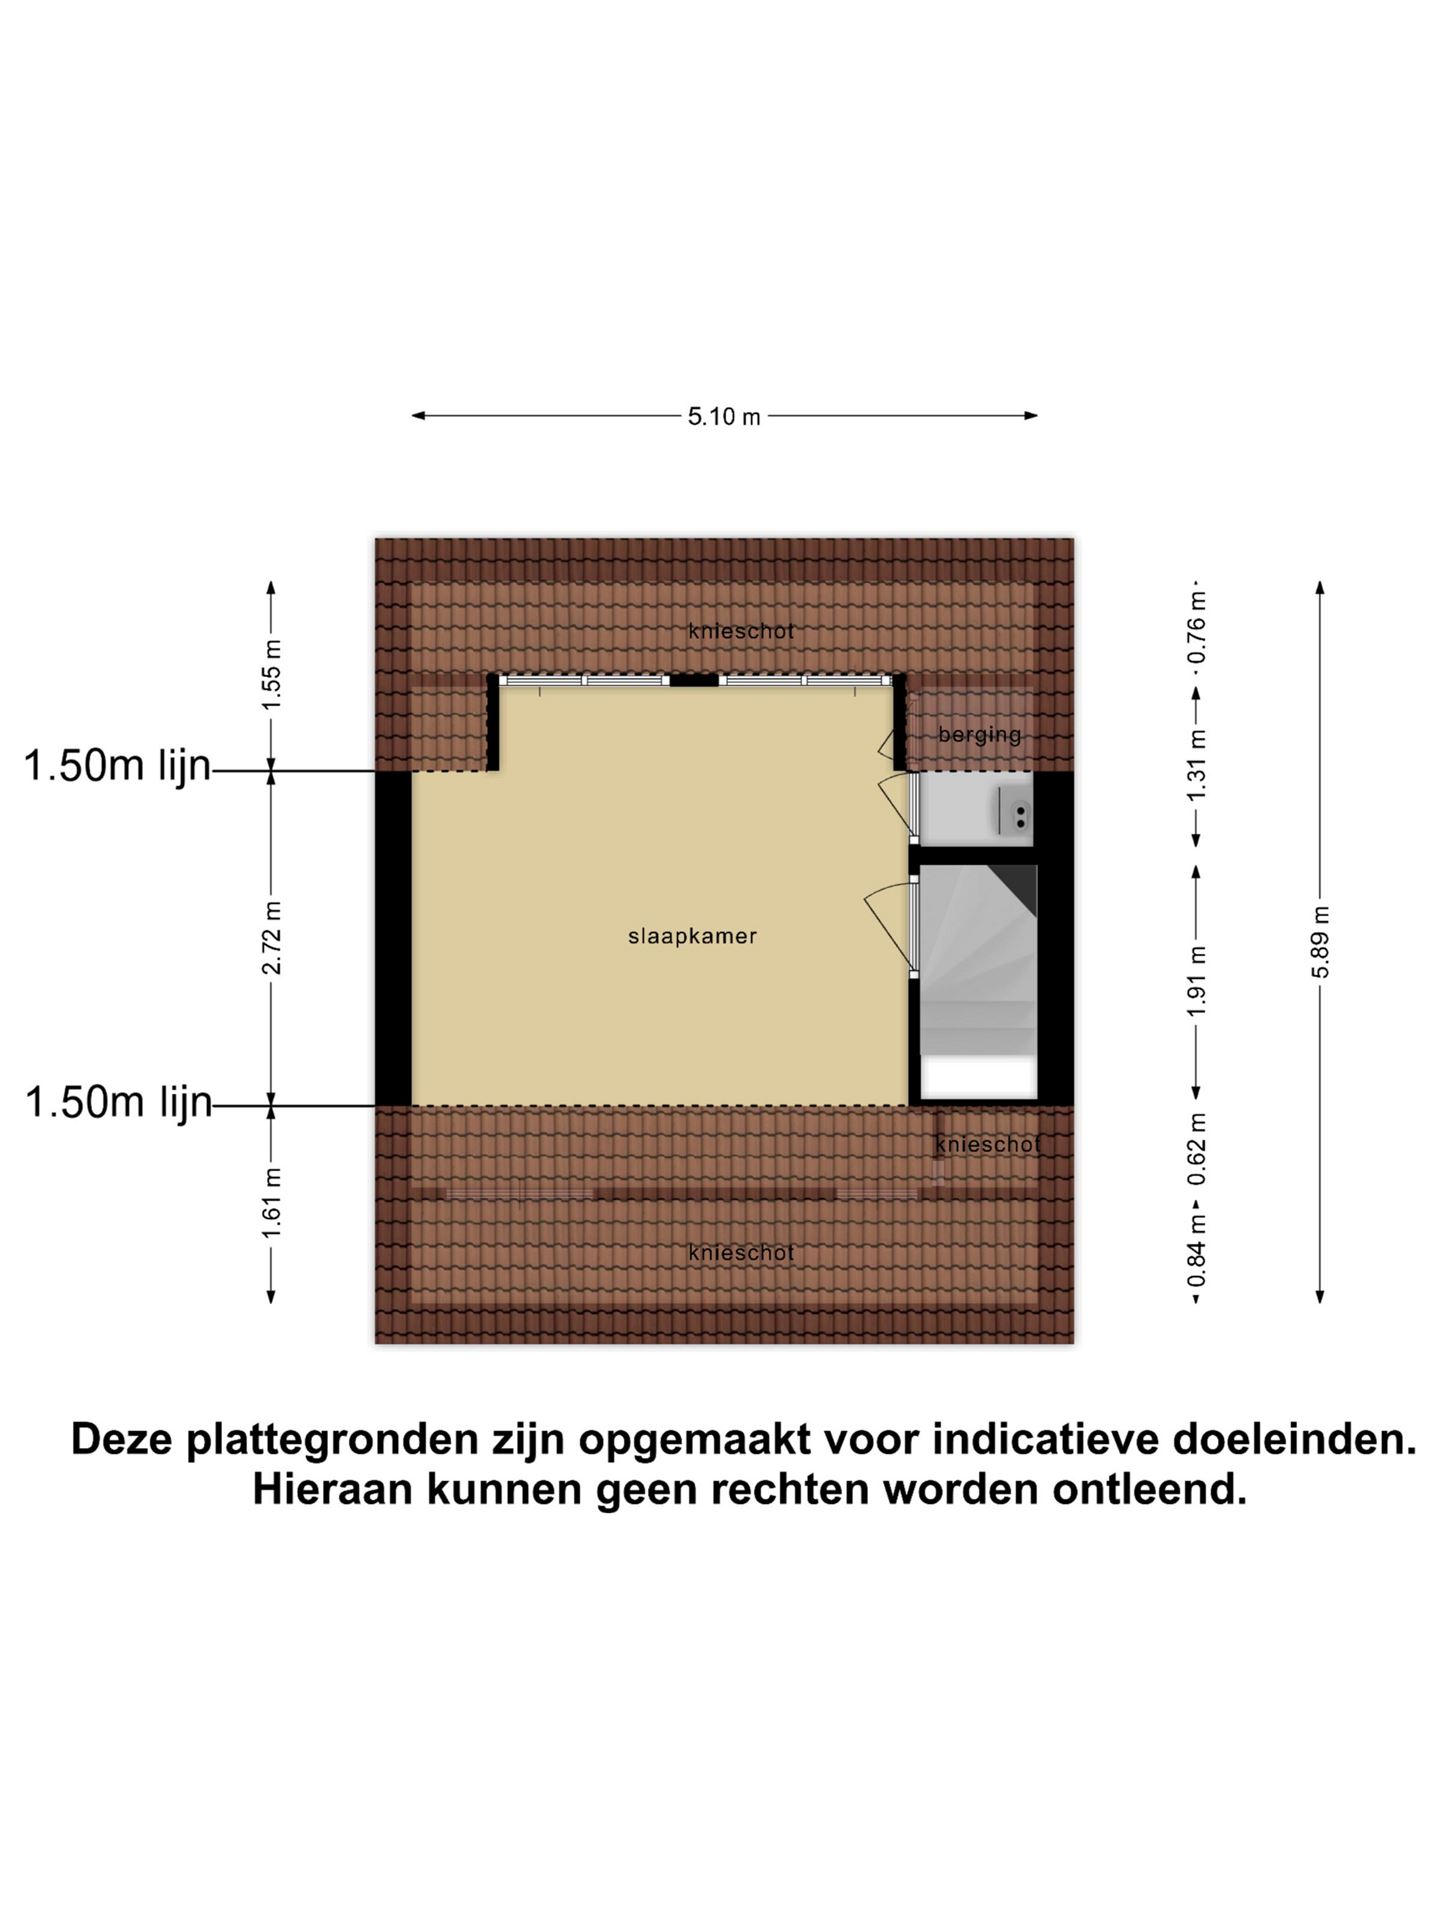 5.10 m
knieschot
0.76 m
1.55 m
berging
1.50m lijn
1.31 m
slaapkamer
2.72 m
5.89 m
1.91 m
1.50m lijn
knieschot
0.62 m
1.61 m
knieschot
0.84 m
Deze plattegronden zijn opgemaakt voor indicatieve doeleinden.
Hieraan kunnen geen rechten worden ontleend.